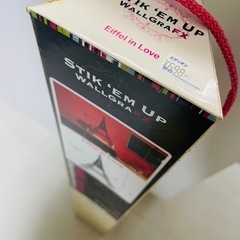 STIK 'EM UP
WALLGRAFX
Eiffel in Love
STIK 'EM UP
WALLGRAFX